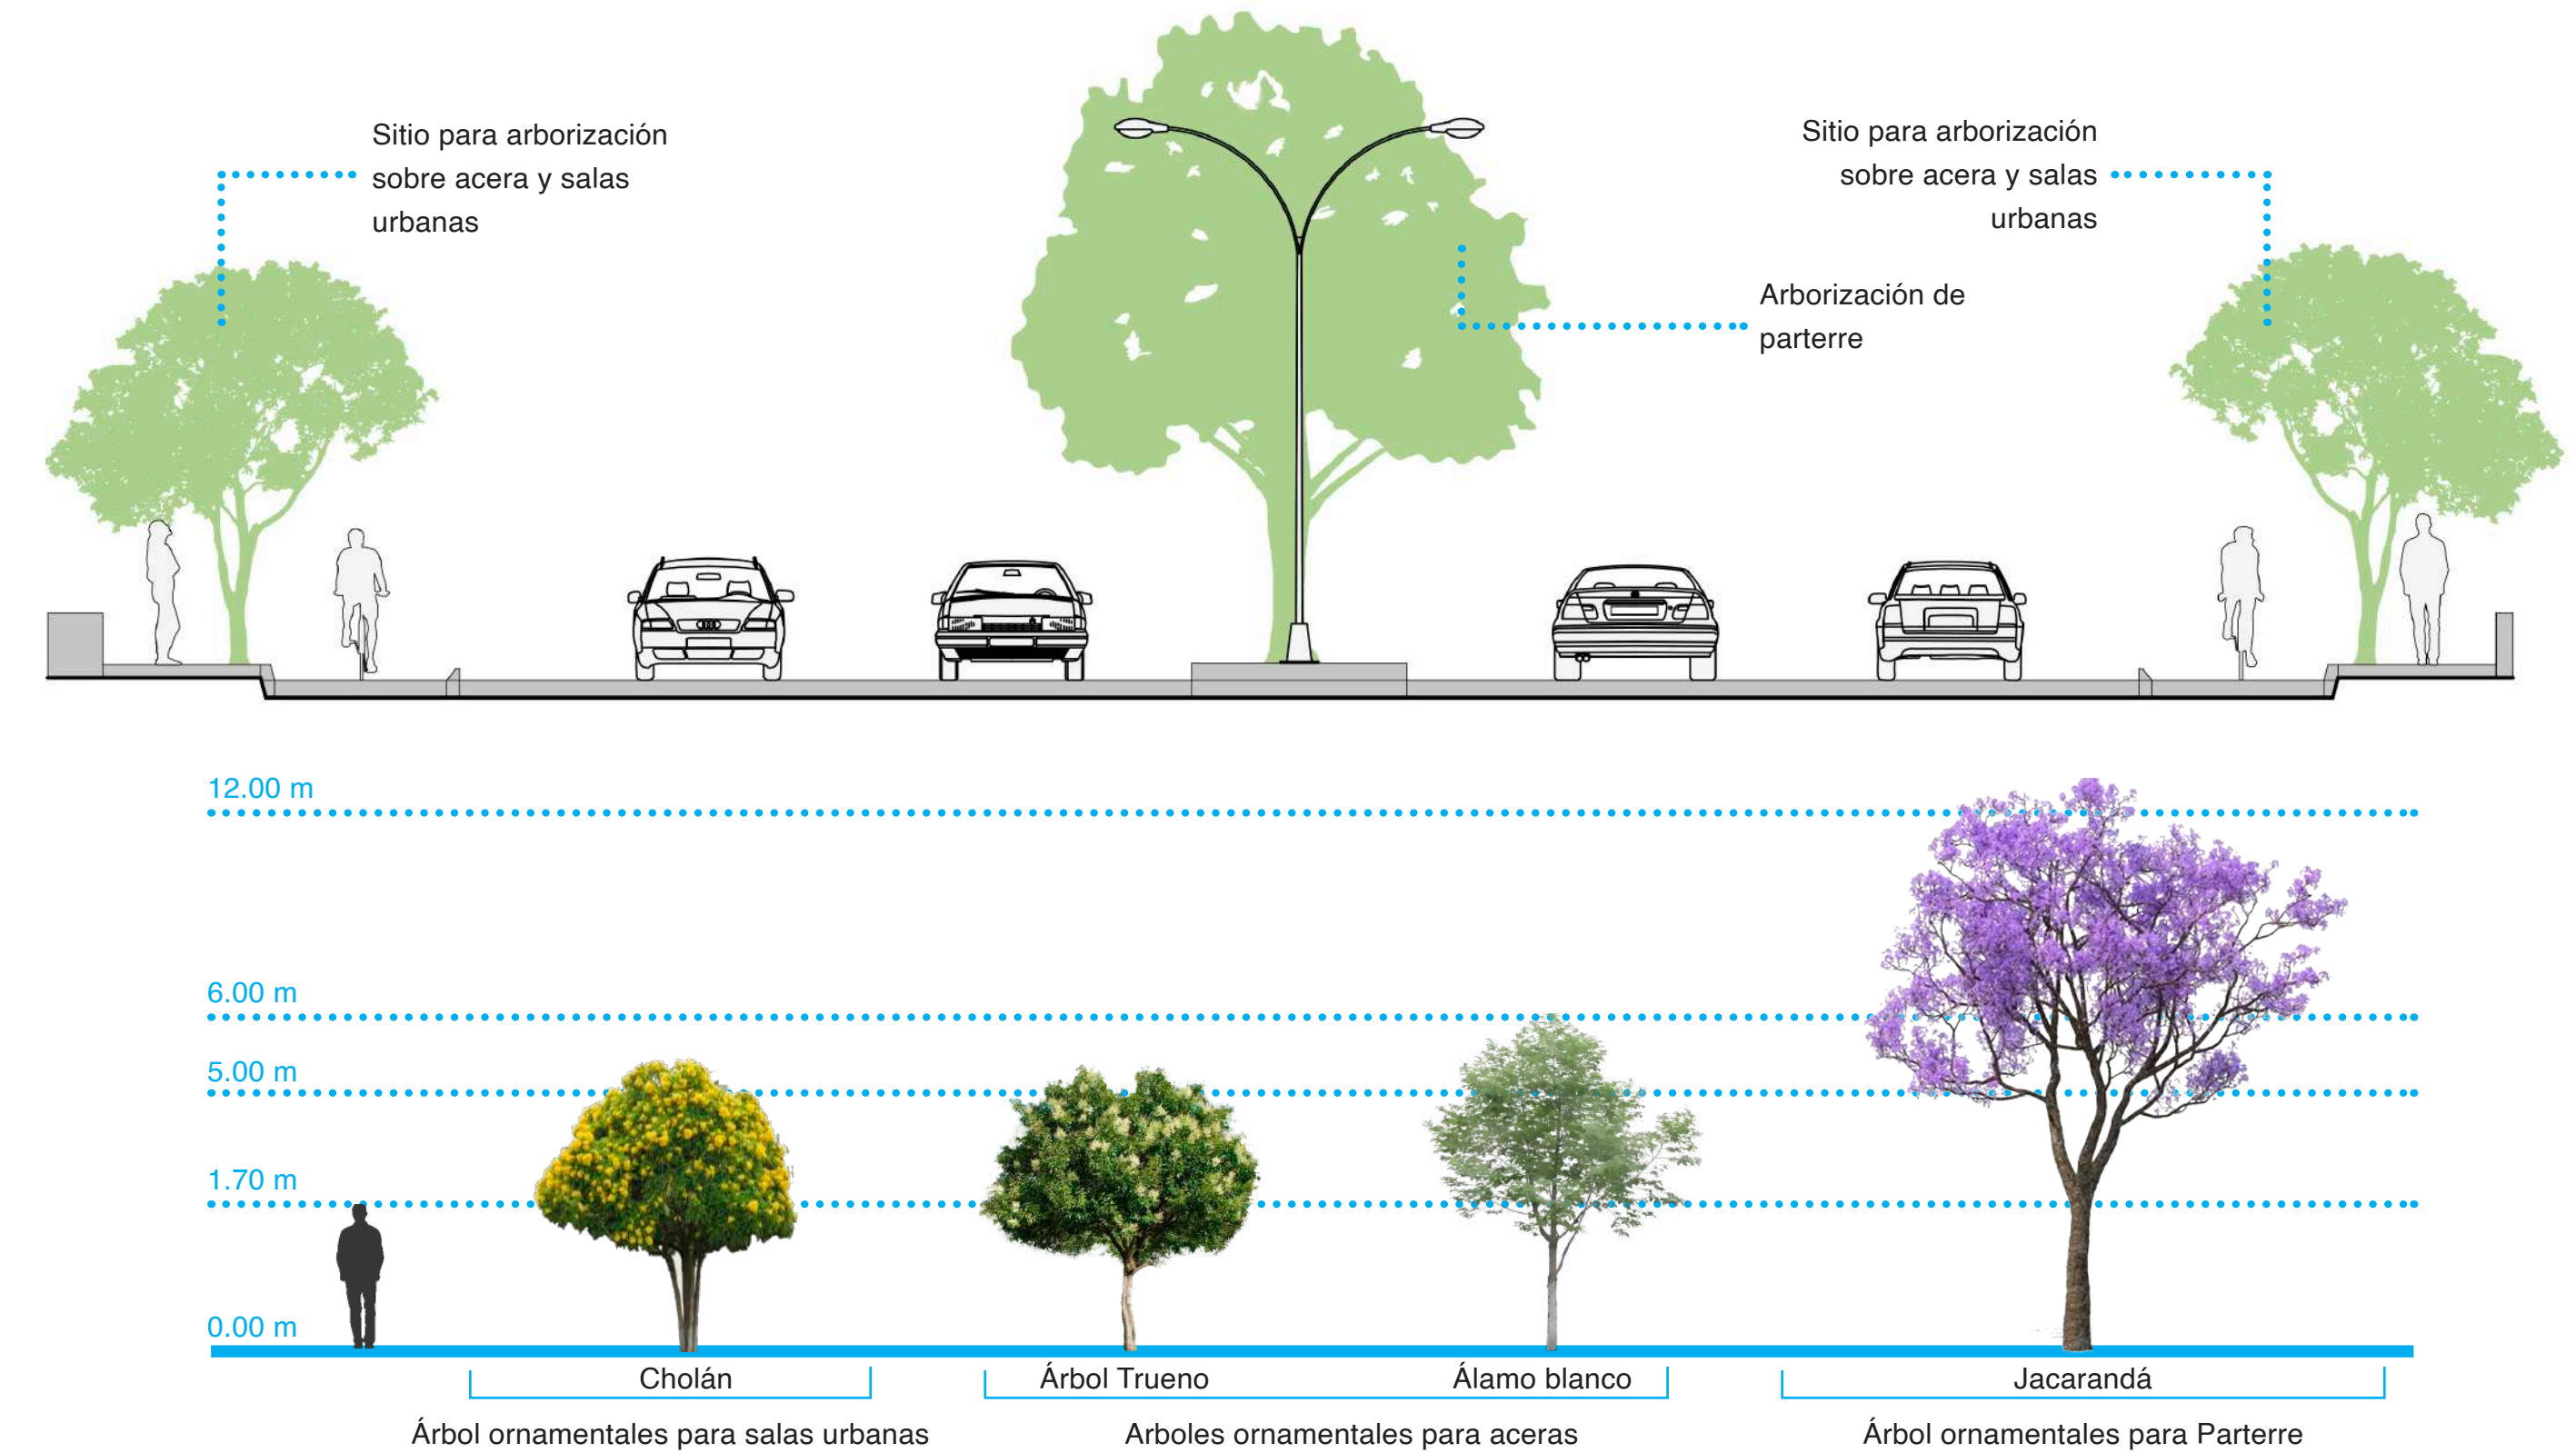 Sitio para arborización
sobre acera y salas
urbanas
Sitio para arborización
sobre acera y salas
urbanas
Arborización de
parterre
12.00 m
6.00 m
5.00 m
1.70 m
0.00 m
Cholán
Árbol Trueno
Álamo blanco
Jacarandá
Árbol ornamentales para salas urbanas
Arboles ornamentales para aceras
Árbol ornamentales para Parterre